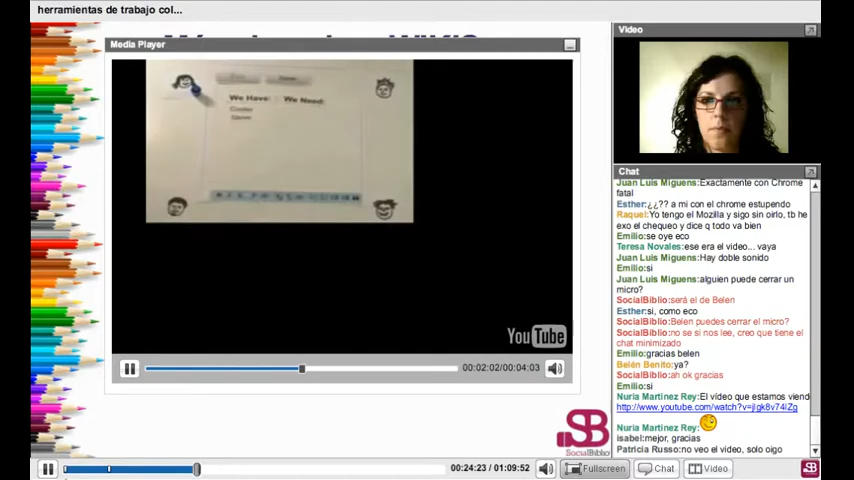 herramientas de trabajo col...
Media Player
We Have:
We Need:
YouTube
00:02:02/00:04:03
SB
SocialBiblio
Video
Chat
Juan Luis Miguens:Exactamente con Chrome
fatal
Esther:¿¿?? a mi con el chrome estupendo
Raquel:Yo tengo el Mozilla y sigo sin oirlo, tb he
exo el chequeo y dice q todo va bien
Emilio:se oye eco
Teresa Novales:ese era el video... vaya
Juan Luis Miguens:Hay doble sonido
Emilio:si
Juan Luis Miguens:alguien puede cerrar un
micro?
SocialBiblio:será el de Belen
Esther:si, como eco
SocialBiblio:Belen puedes cerrar el micro?
SocialBiblio:no se si nos lee, creo que tiene el
chat minimizado
Emilio:gracias belen
Belén Benito:ya?
SocialBiblio:ah ok gracias
Emilio:si
Nuria Martínez Rey:El vídeo que estamos viend
http://www.youtube.com/watch?v=jIgk8v74IZg
Nuria Martínez Rey:
isabel:mejor, gracias
Patricia Russo:no veo el video, solo oigo
00:24:23/01:09:52
Fullscreen
Chat
Video
SB